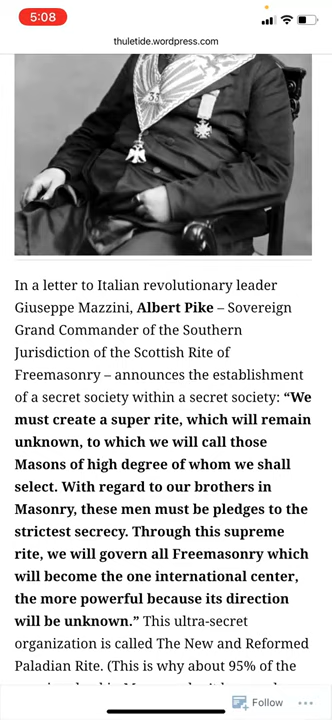 5:08
thuletide.wordpress.com
33
In a letter to Italian revolutionary leader
Giuseppe Mazzini, Albert Pike – Sovereign
Grand Commander of the Southern
Jurisdiction of the Scottish Rite of
Freemasonry – announces the establishment
of a secret society within a secret society: “We
must create a super rite, which will remain
unknown, to which we will call those
Masons of high degree of whom we shall
select. With regard to our brothers in
Masonry, these men must be pledges to the
strictest secrecy. Through this supreme
rite, we will govern all Freemasonry which
will become the one international center,
the more powerful because its direction
will be unknown.” This ultra-secret
organization is called The New and Reformed
Paladian Rite. (This is why about 95% of the
Follow